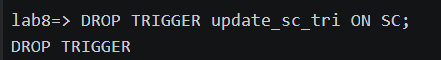 lab8=> DROP TRIGGER update_sc_tri ON SC;
DROP TRIGGER